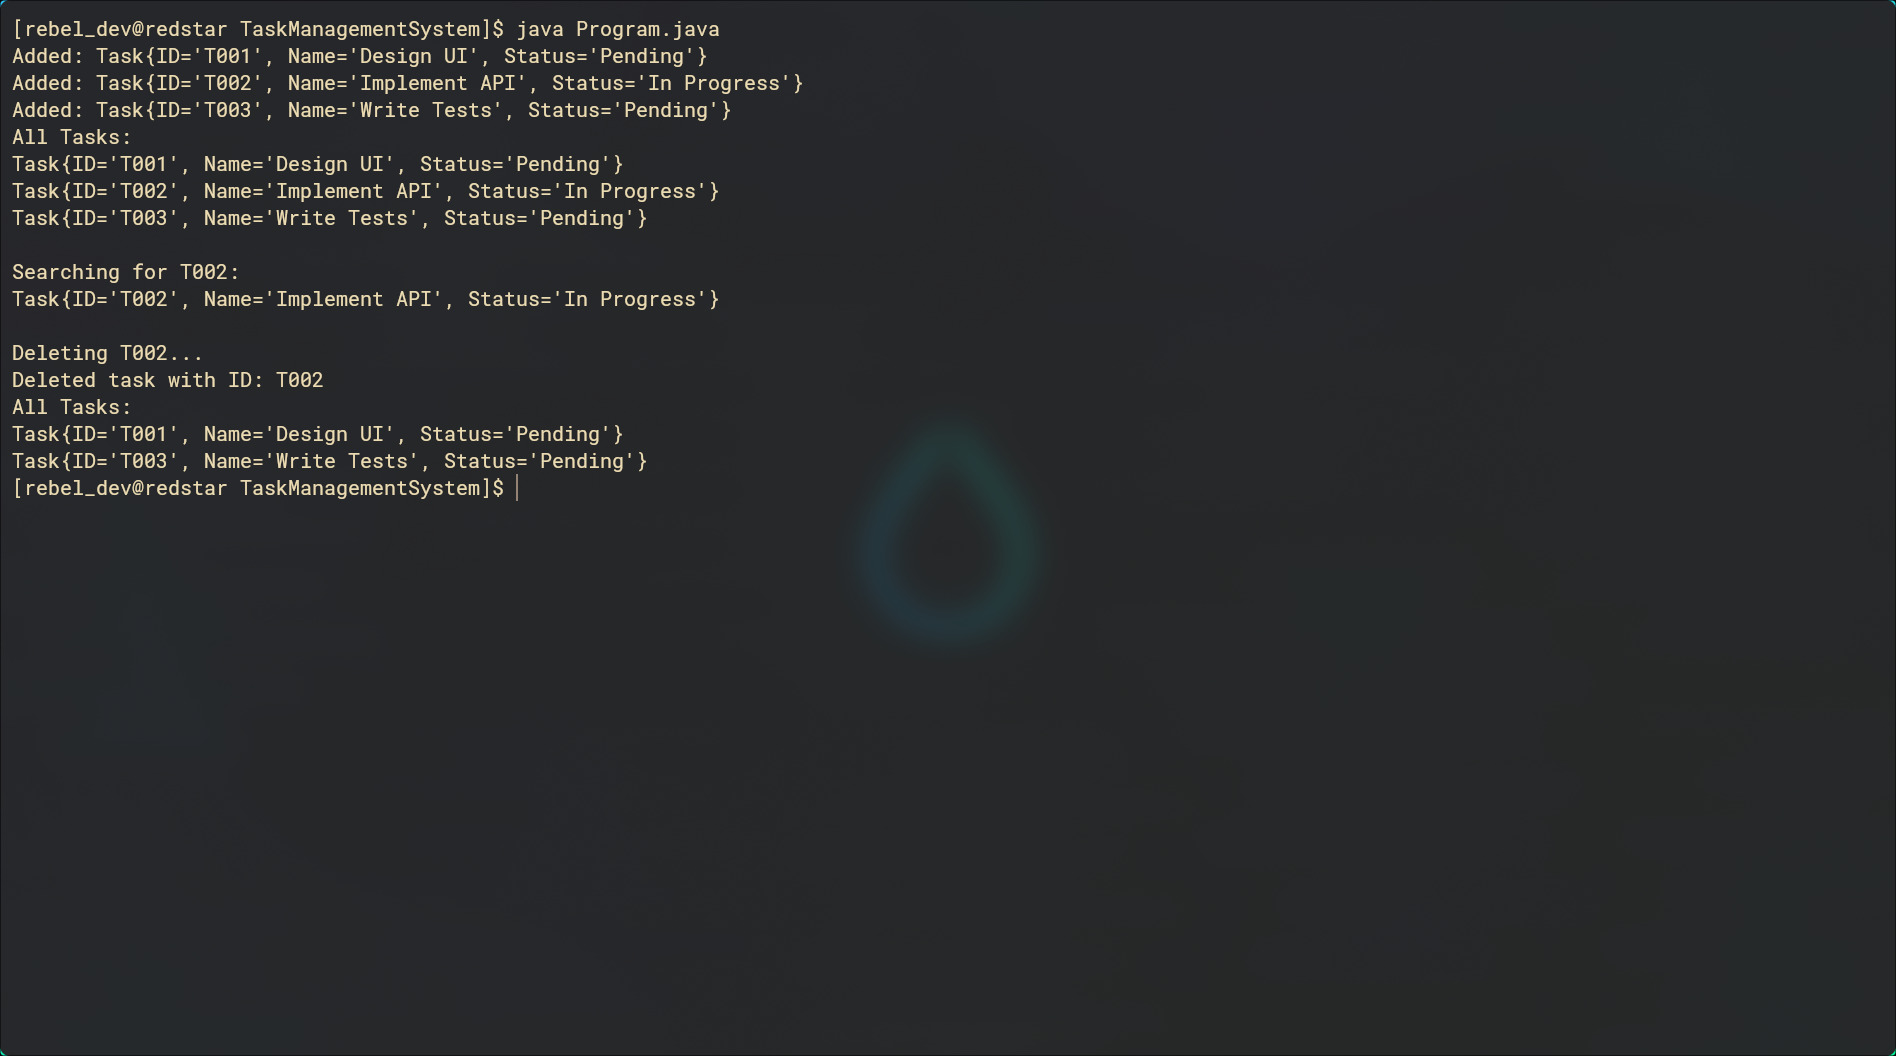 [rebel_dev@redstar TaskManagementSystem]$ java Program.java
Added: Task{ID='T001', Name='Design UI', Status='Pending'}
Added: Task{ID='T002', Name='Implement API', Status='In Progress'}
Added: Task{ID='T003', Name='Write Tests', Status='Pending'}
All Tasks:
Task{ID='T001', Name='Design UI', Status='Pending'}
Task{ID='T002', Name='Implement API', Status='In Progress'}
Task{ID='T003', Name='Write Tests', Status='Pending'}

Searching for T002:
Task{ID='T002', Name='Implement API', Status='In Progress'}

Deleting T002...
Deleted task with ID: T002
All Tasks:
Task{ID='T001', Name='Design UI', Status='Pending'}
Task{ID='T003', Name='Write Tests', Status='Pending'}
[rebel_dev@redstar TaskManagementSystem]$